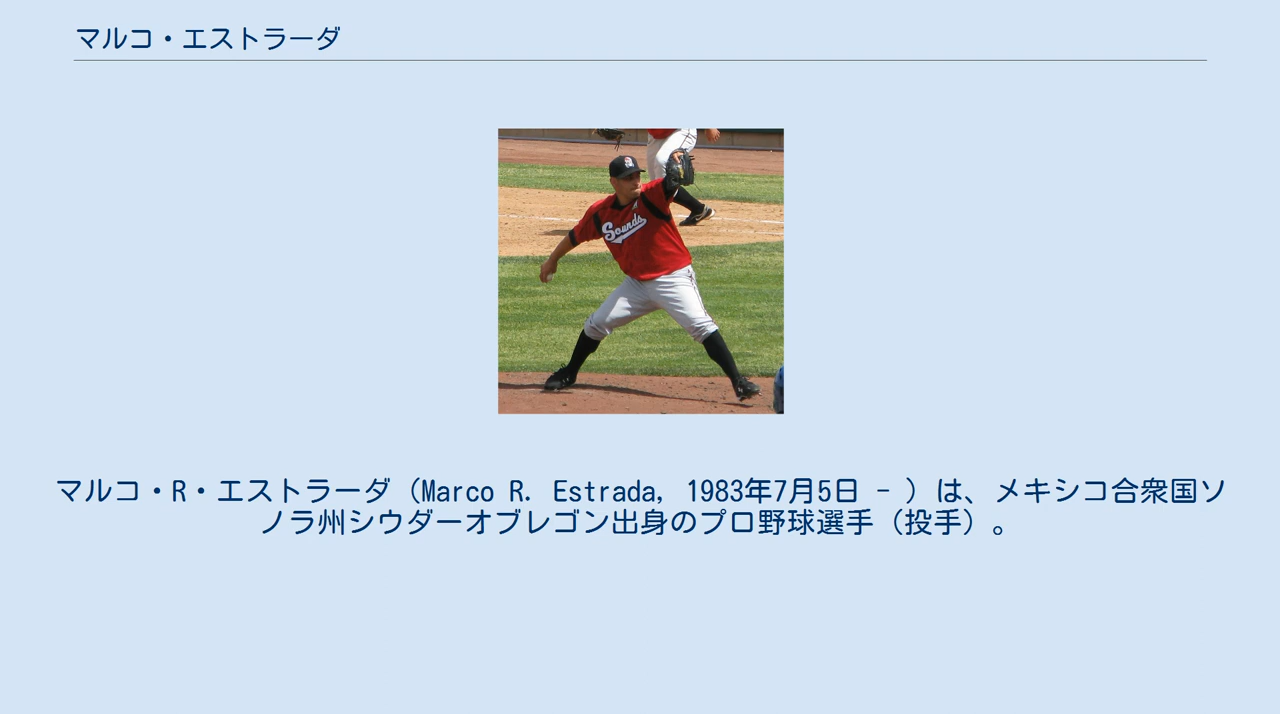 マルコ・エストラーダ
Sounds
マルコ・R・エストラーダ（Marco R. Estrada, 1983年7月5日 - ）は、メキシコ合衆国ソ
ノラ州シウダーオブレゴン出身のプロ野球選手（投手）。